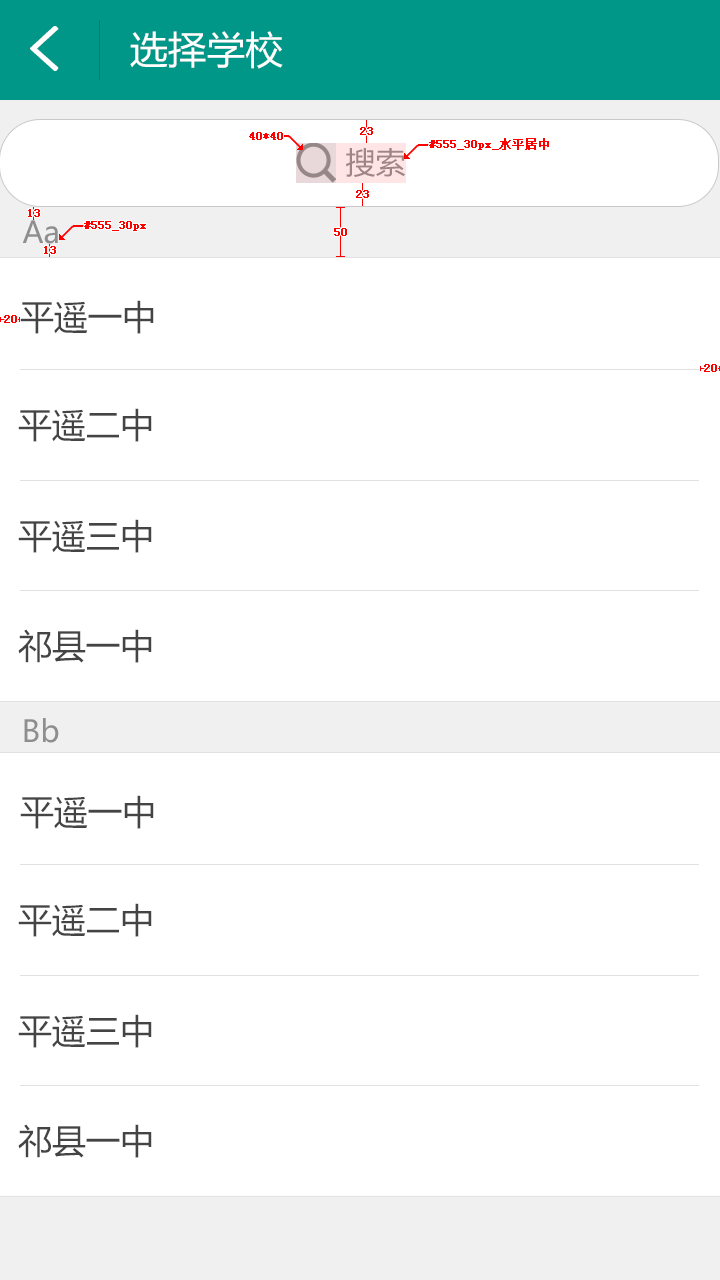 选择学校
23
40*40
#555_30px_水平居中
搜索
23
13
Aa
#555_30px
50
13
20
平遥一中
20
平遥二中
平遥三中
祁县一中
Bb
平遥一中
平遥二中
平遥三中
祁县一中